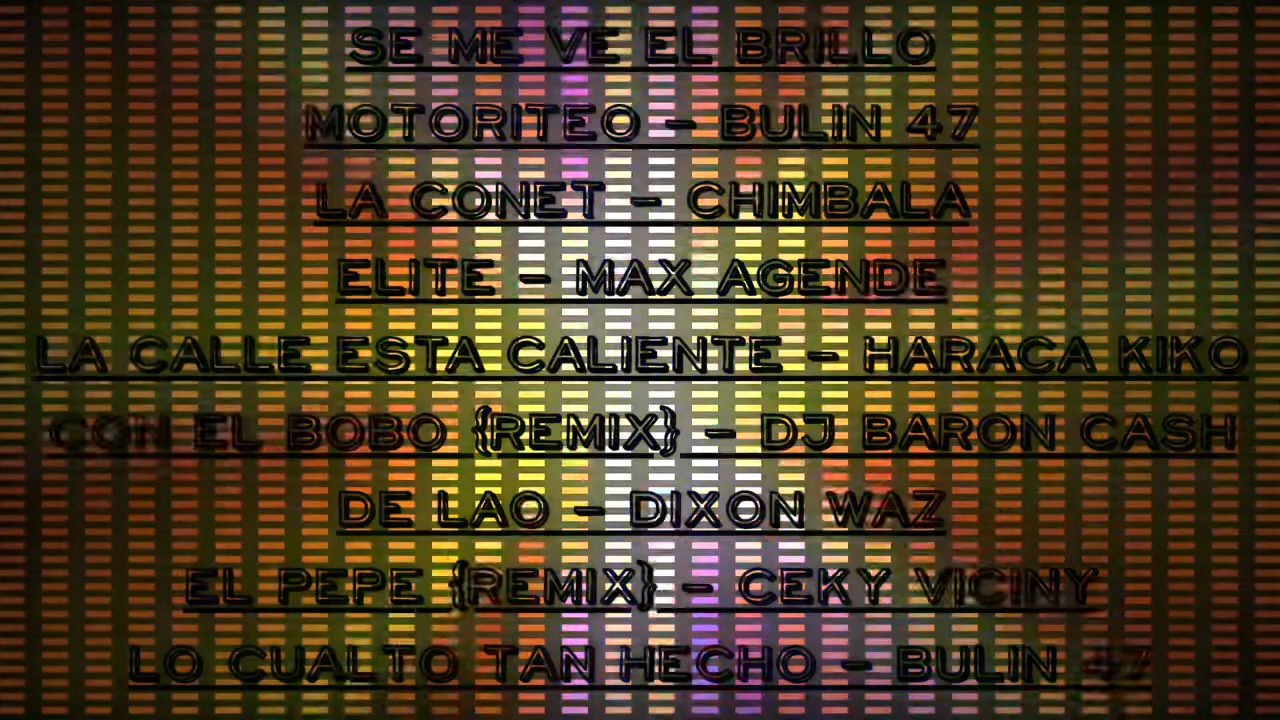 SE ME VE EL BRILLO
MOTORITEO - BULIN 47
LA CONET - CHIMBALA
ELITE - MAX AGENDE
LA CALLE ESTA CALIENTE - HARACA KIKO
CON EL BOBO {REMIX} - DJ BARON CASH
DE LAO - DIXON WAZ
EL PEPE {REMIX} - CEKY VICINY
LO CUALTO TAN HECHO - BULIN 47